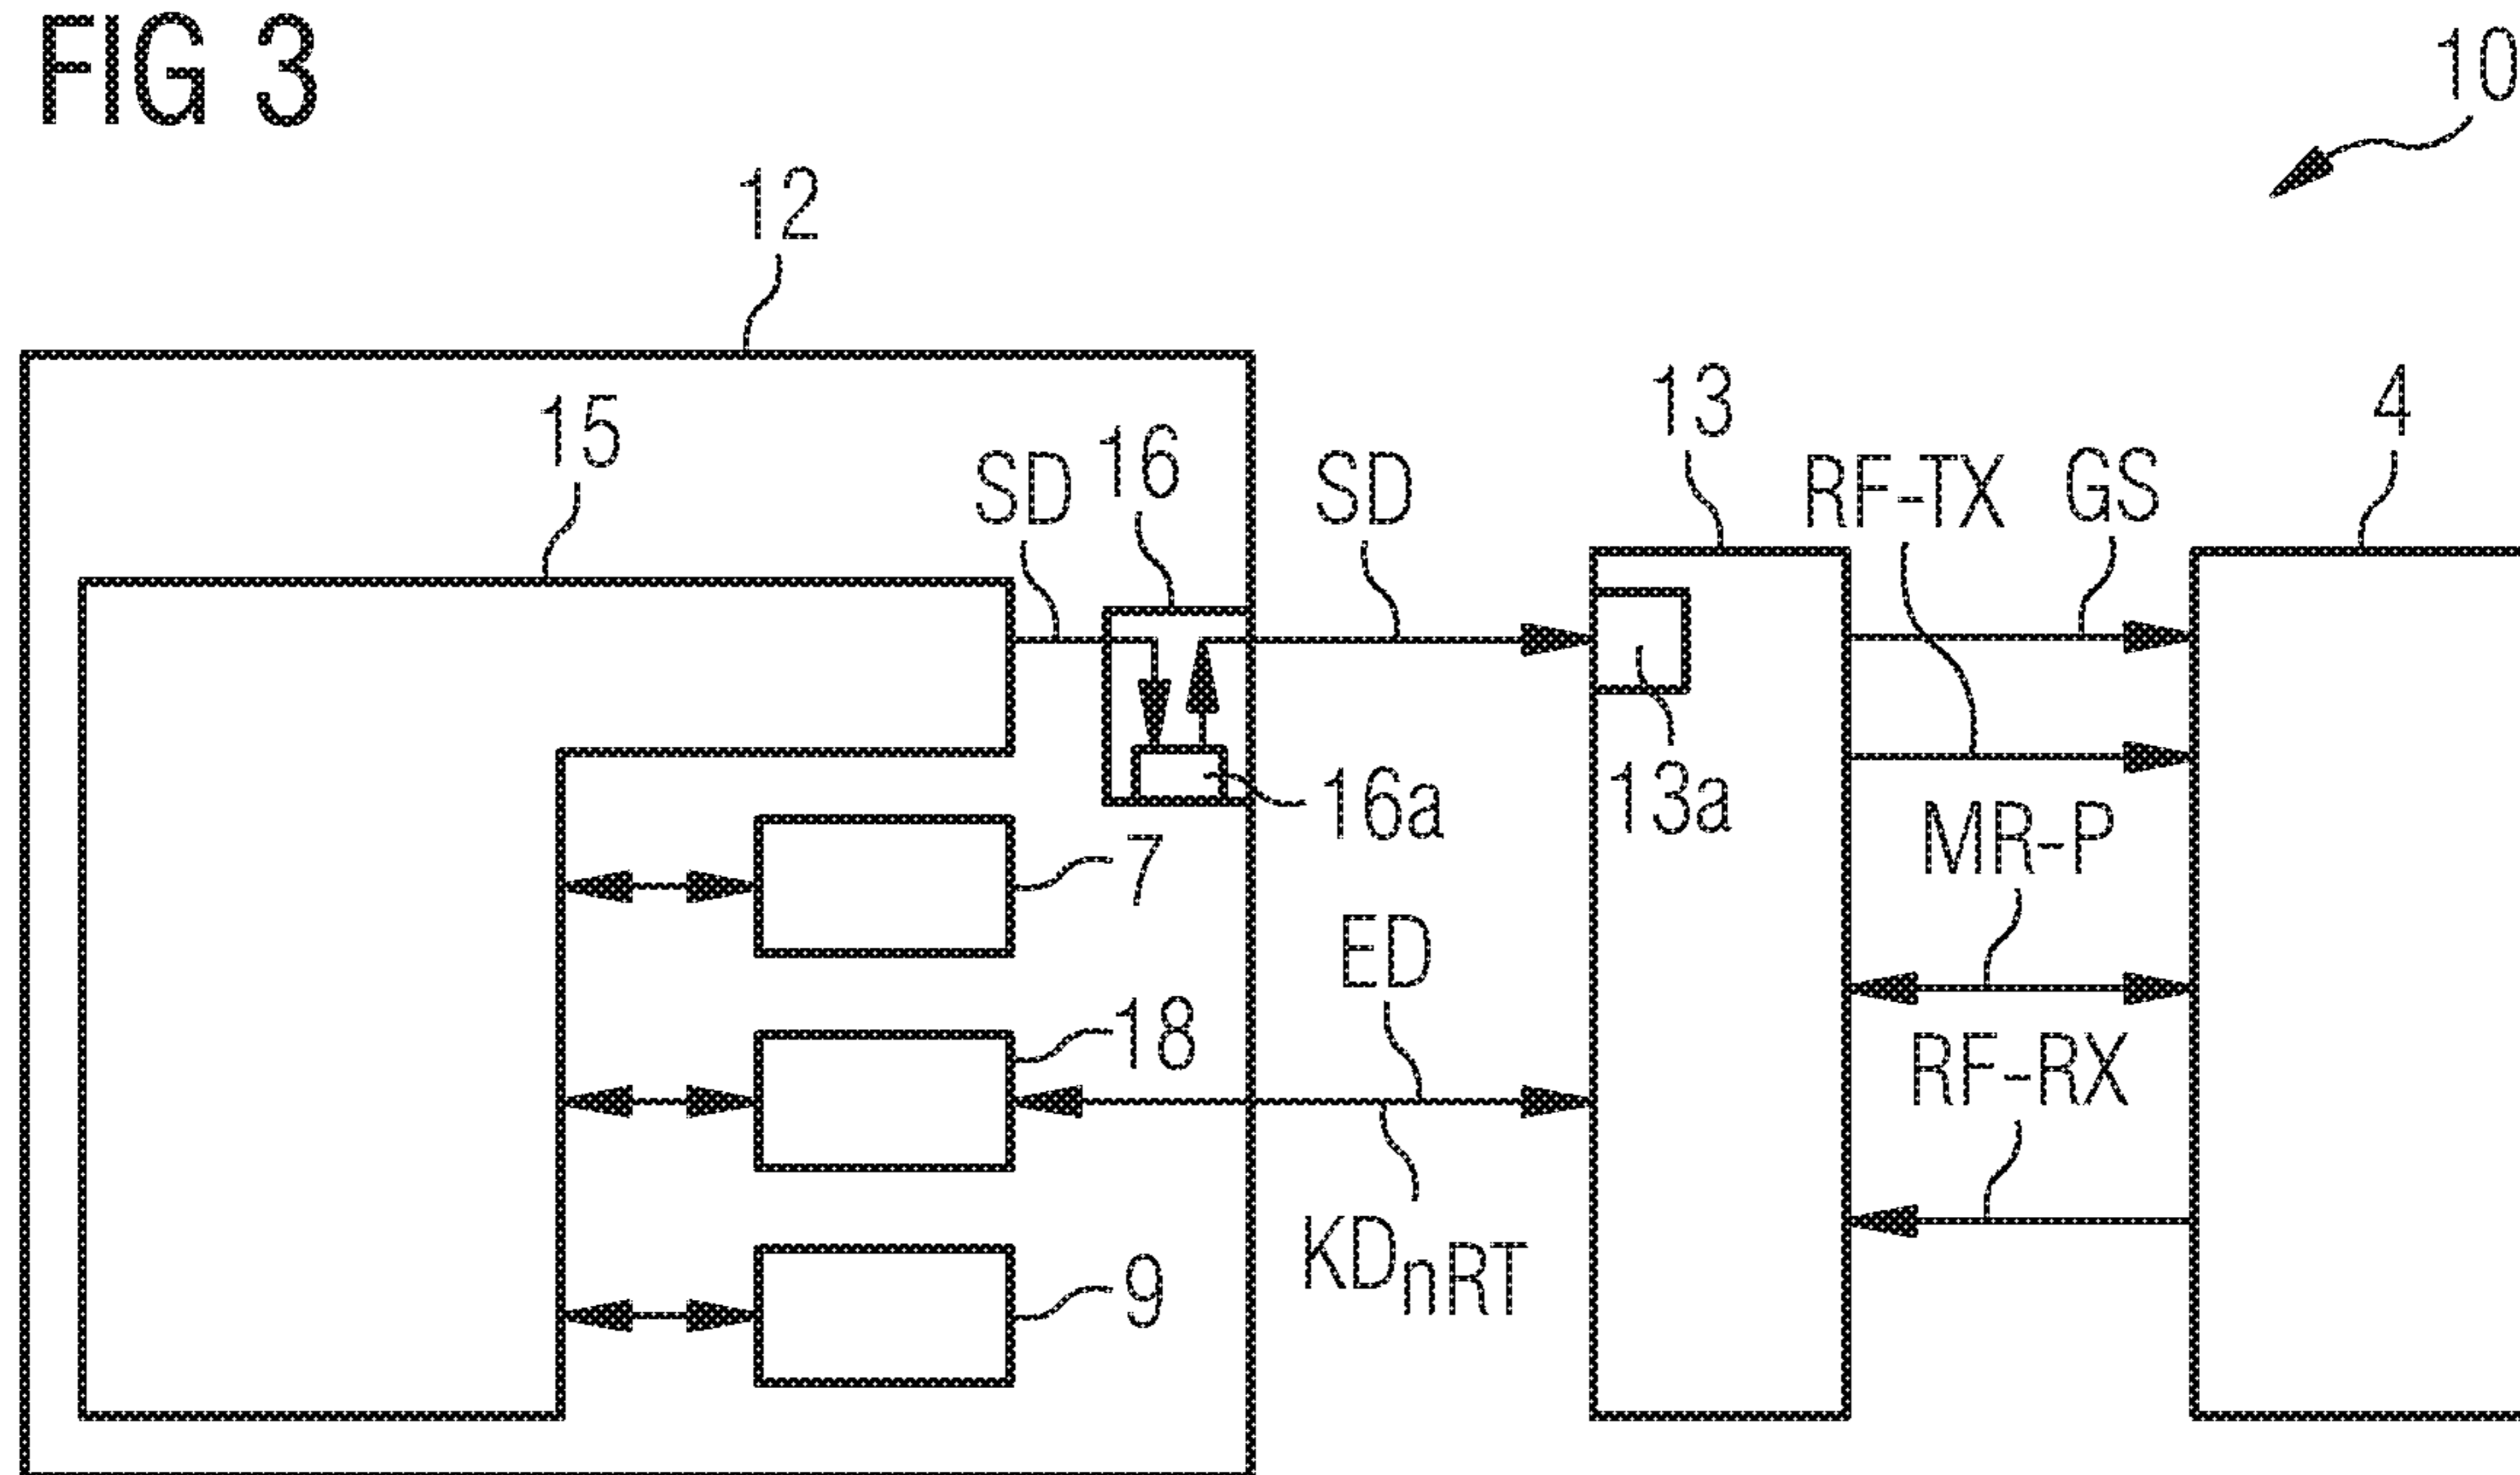 FIG 3
10
12
15
SD
16
SD
13
RF-TX
GS
4
16a
13a
7
MR-P
ED
18
RF-RX
KDnRT
9